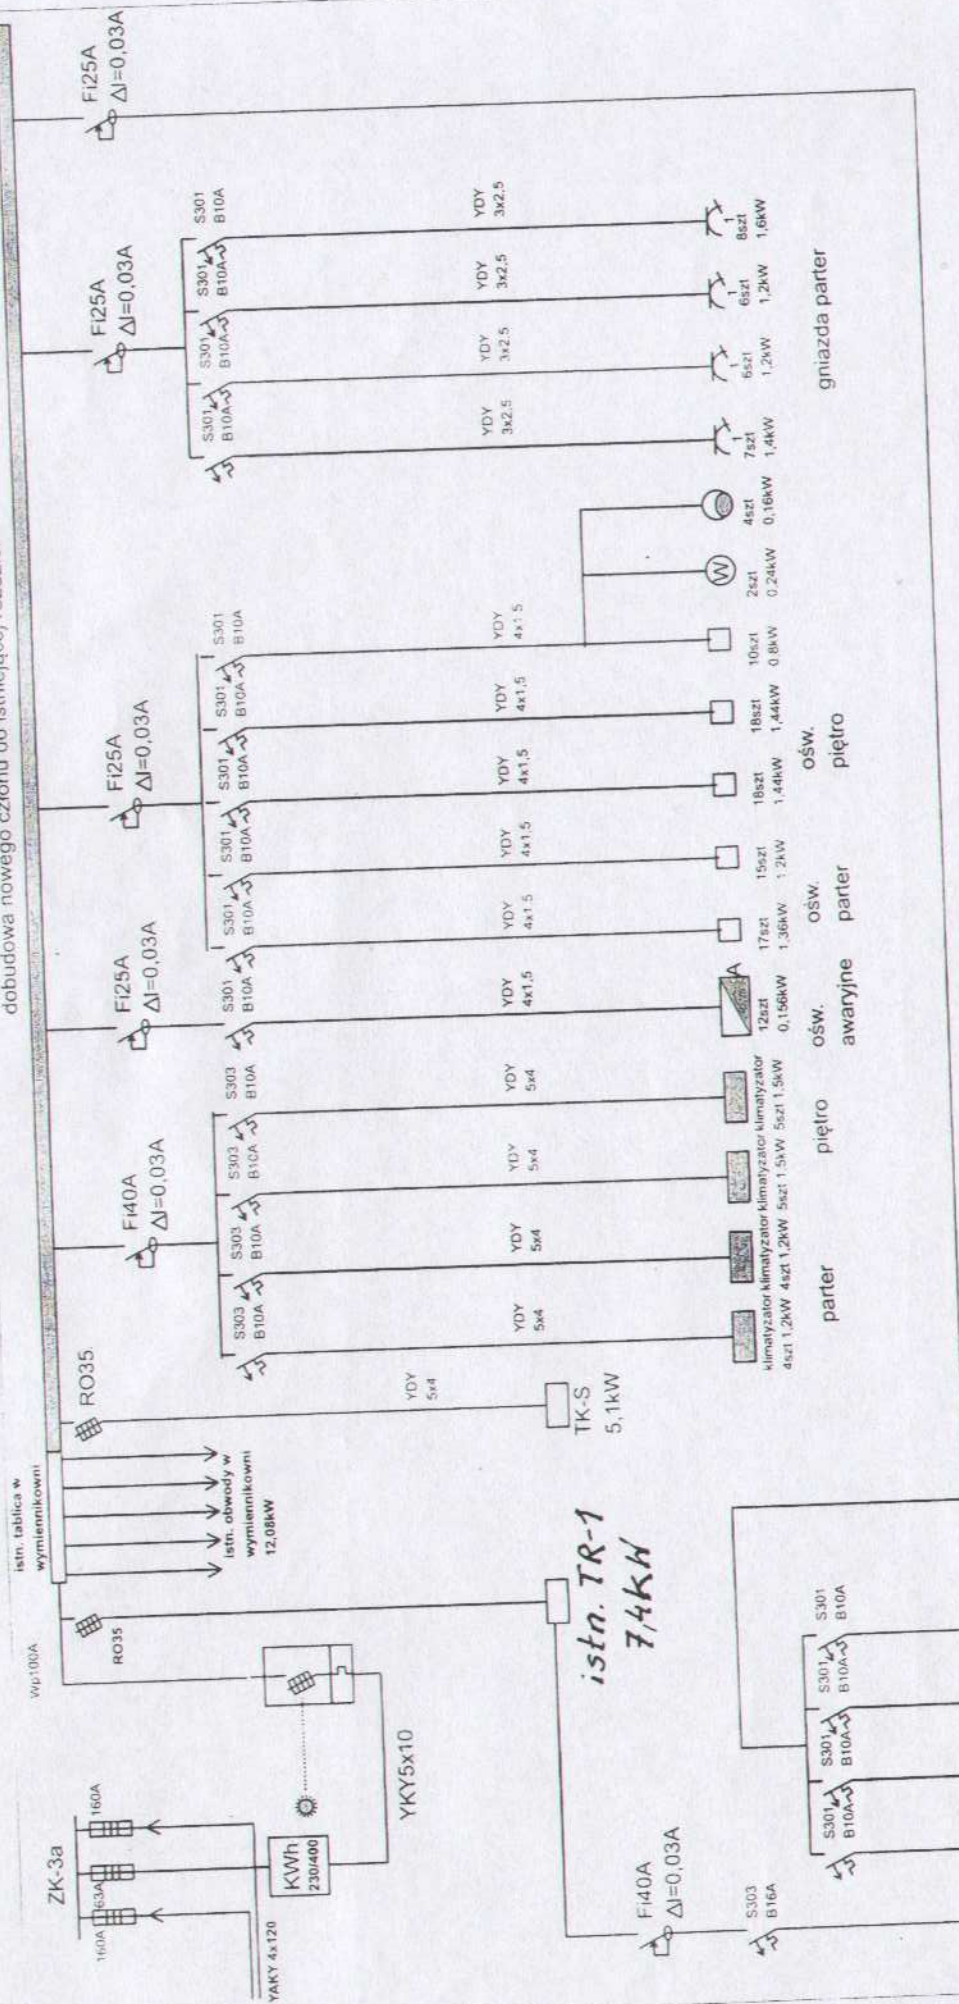 dobudowa nowego członu do istniejącej
istn. tablica w
wymiennikowni
Wp100A
ZK-3a
160A
63A
160A
YAKY 4x120
KWh
230/400
YKY5x10
RO35
istn. obwody w
wymiennikowni
12,08kW
RO35
istn. TR-1
7,4kW
YDY
5x4
TK-S
5,1kW
Fi40A
ΔI=0,03A
S303
B10A
S303
B10A
S303
B10A
S303
B10A
YDY
5x4
YDY
5x4
YDY
5x4
YDY
5x4
klimatyzator klimatyzator klimatyzator klimatyzator
4szt 1,2kW 4szt 1,2kW 5szt 1,5kW 5szt 1,5kW
parter
piętro
Fi25A
ΔI=0,03A
S301
B10A
YDY
4x1,5
A
12szt
0,156kW
ośw.
awaryjne
Fi25A
ΔI=0,03A
S301
B10A
S301
B10A
S301
B10A
S301
B10A
S301
B10A
YDY
4x1,5
YDY
4x1,5
YDY
4x1,5
YDY
4x1,5
YDY
4x1,5
17szt
1,36kW
15szt
1,2kW
18szt
1,44kW
18szt
1,44kW
10szt
0,8kW
W
2szt
0,24kW
4szt
0,16kW
ośw.
parter
ośw.
piętro
Fi25A
ΔI=0,03A
S301
B10A
S301
B10A
S301
B10A
S301
B10A
YDY
3x2,5
YDY
3x2,5
YDY
3x2,5
YDY
3x2,5
1
7szt
1,4kW
1
6szt
1,2kW
1
6szt
1,2kW
1
8szt
1,6kW
gniazda parter
Fi25A
ΔI=0,03A
Fi40A
ΔI=0,03A
S303
B16A
S301
B10A
S301
B10A
S301
B10A
S301
B10A